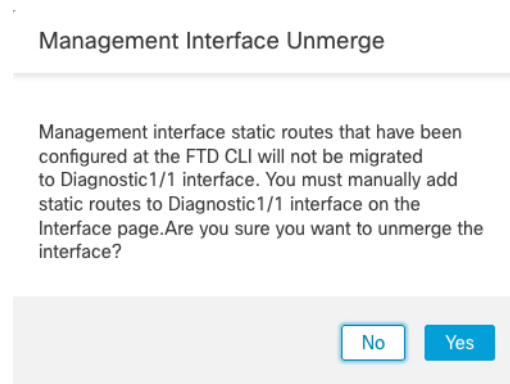 Management Interface Unmerge
Management interface static routes that have been
configured at the FTD CLI will not be migrated
to Diagnostic1/1 interface. You must manually add
static routes to Diagnostic1/1 interface on the
Interface page.Are you sure you want to unmerge the
interface?
No
Yes